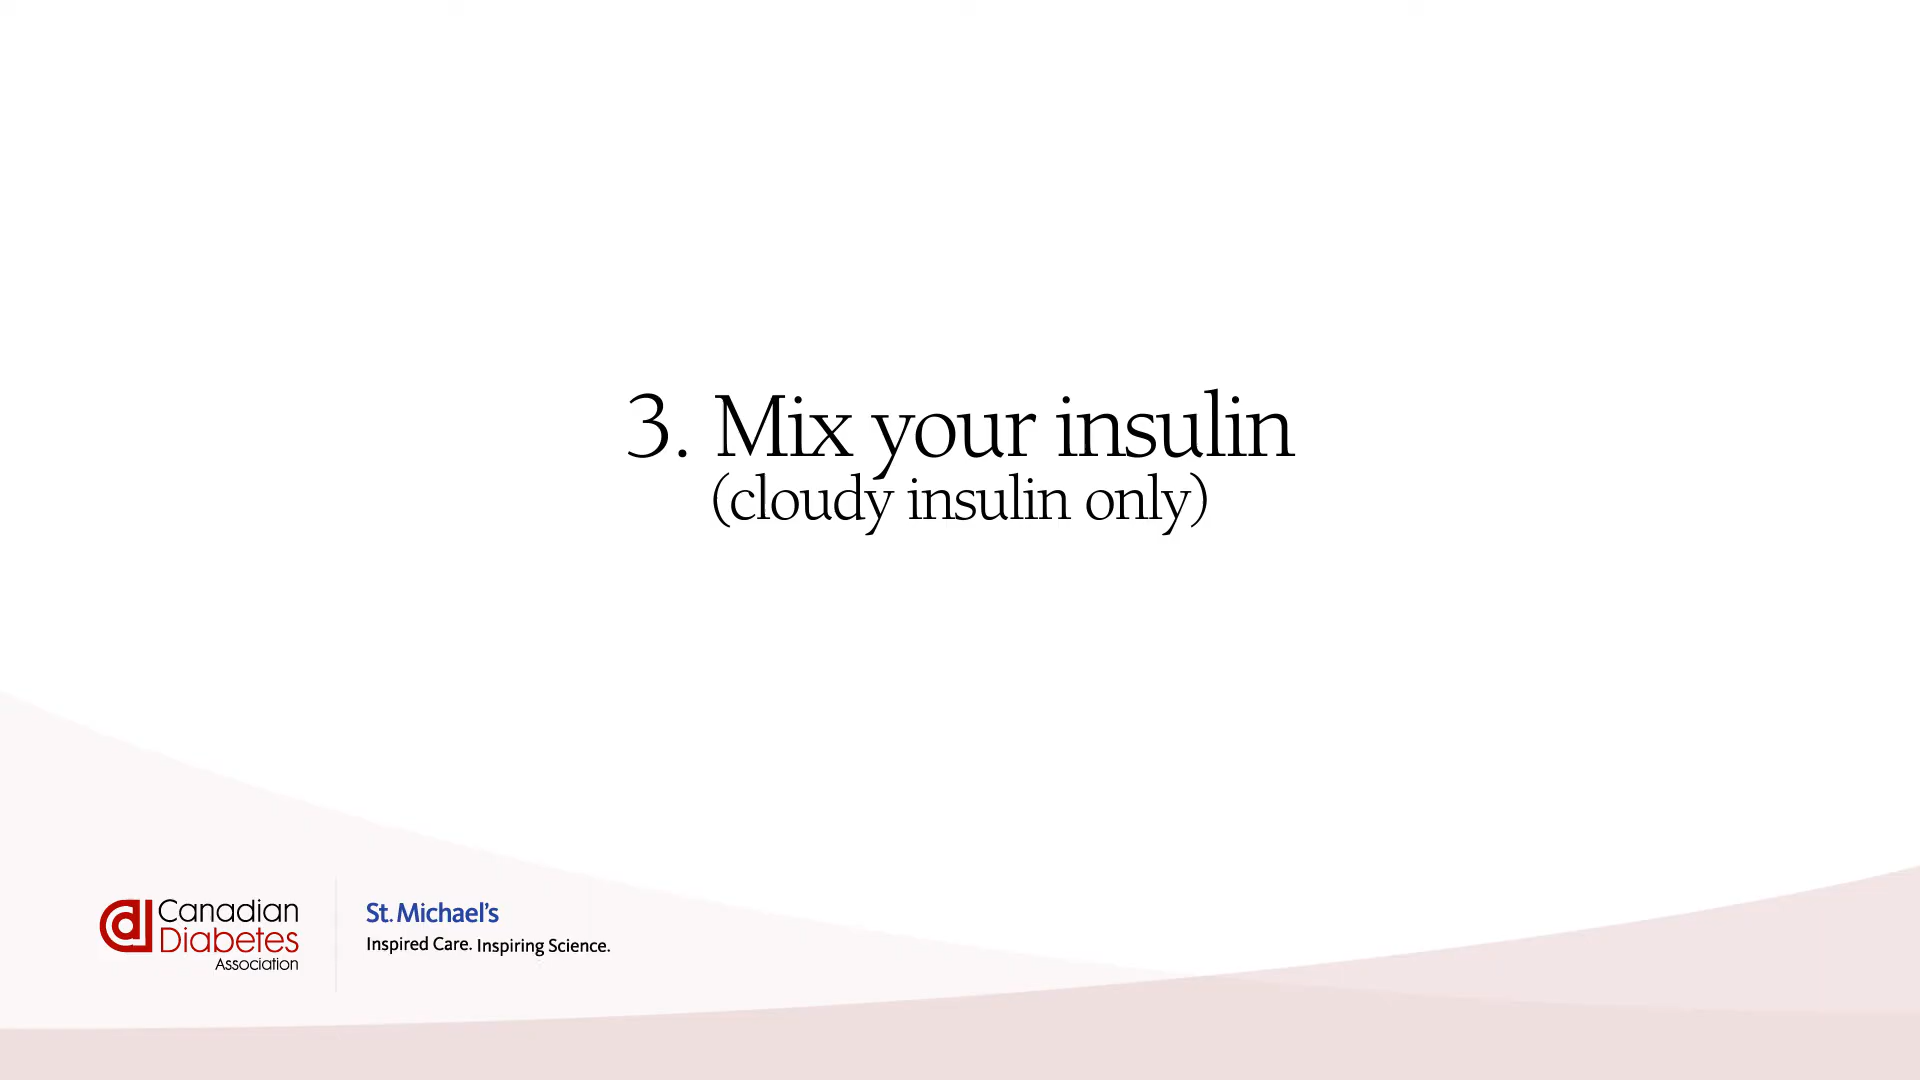 3. Mix your insulin
(cloudy insulin only)
Canadian
Diabetes
Association
St. Michael's
Inspired Care. Inspiring Science.